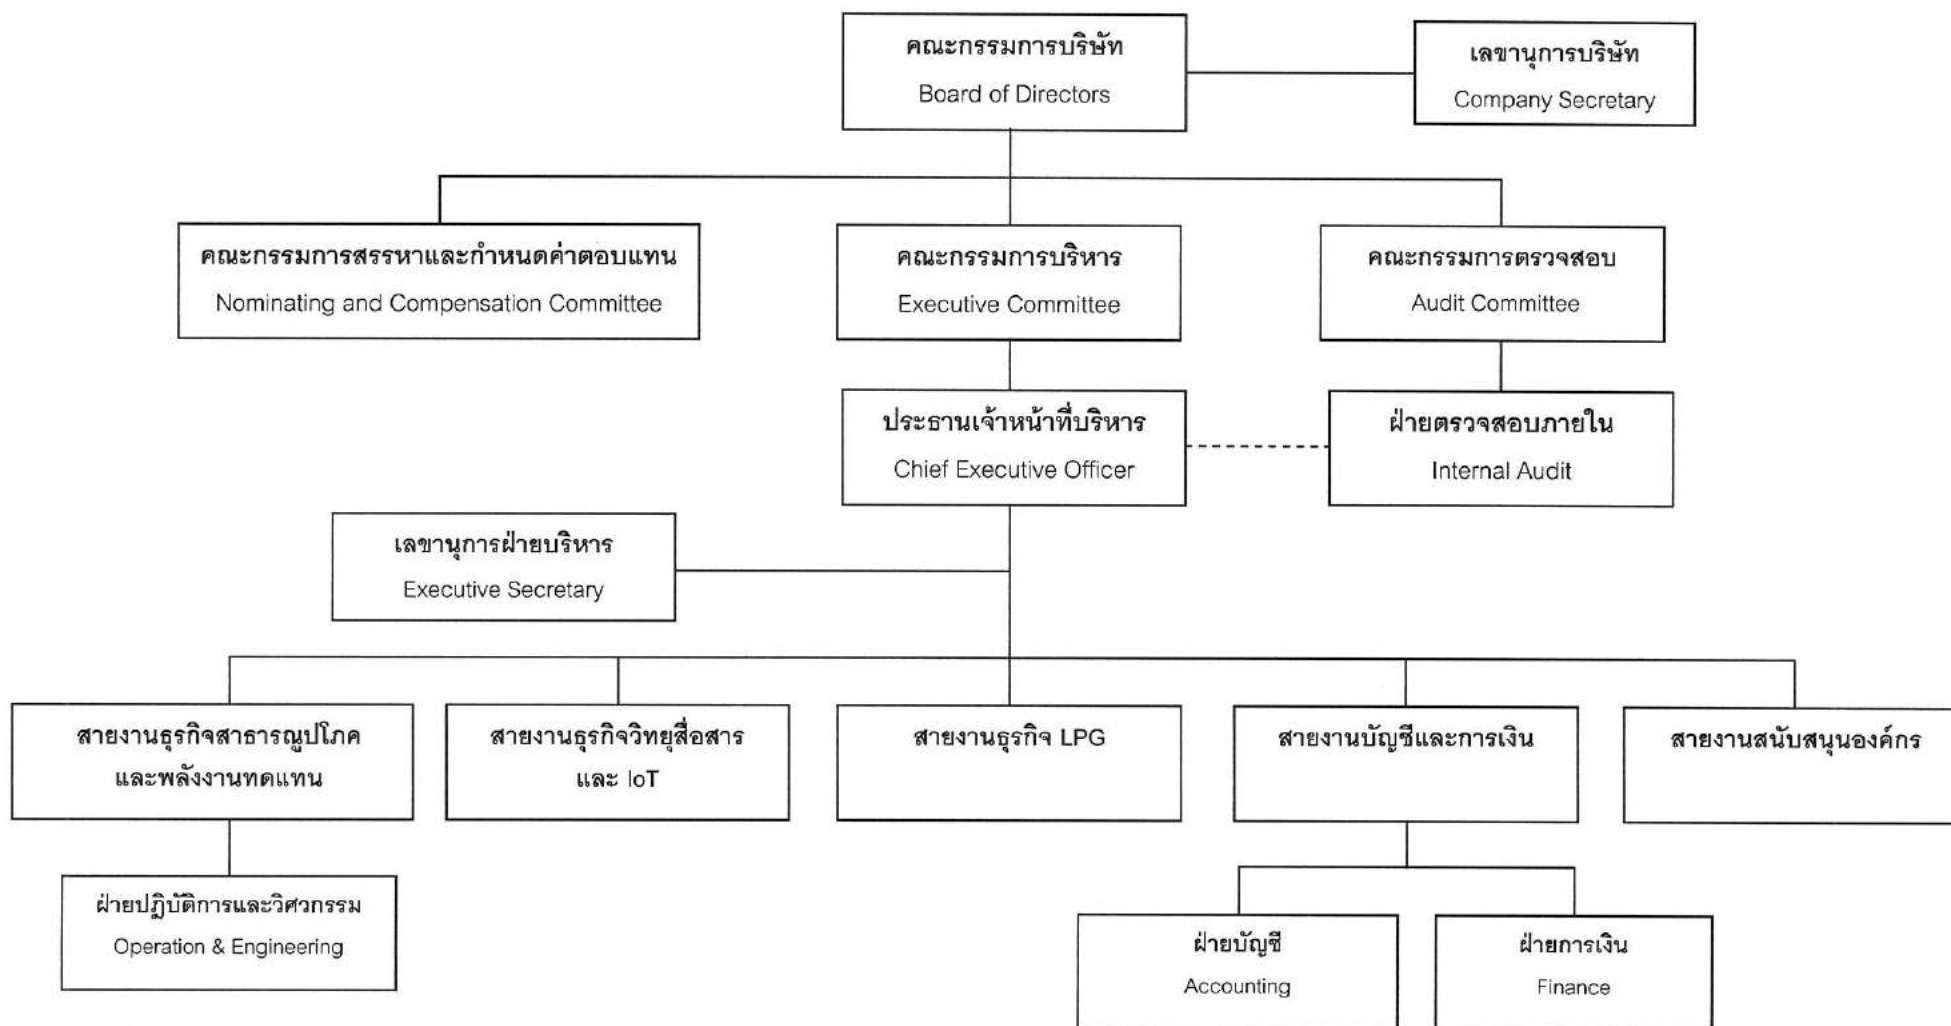 คณะกรรมการบริษัท
Board of Directors
เลขานุการบริษัท
Company Secretary
คณะกรรมการสรรหาและกำหนดค่าตอบแทน
Nominating and Compensation Committee
คณะกรรมการบริหาร
Executive Committee
คณะกรรมการตรวจสอบ
Audit Committee
ประธานเจ้าหน้าที่บริหาร
Chief Executive Officer
ฝ่ายตรวจสอบภายใน
Internal Audit
เลขานุการฝ่ายบริหาร
Executive Secretary
สายงานธุรกิจสาธารณูปโภค
และพลังงานทดแทน
สายงานธุรกิจวิทยุสื่อสาร
และ IoT
สายงานธุรกิจ LPG
สายงานบัญชีและการเงิน
สายงานสนับสนุนองค์กร
ฝ่ายปฏิบัติการและวิศวกรรม
Operation & Engineering
ฝ่ายบัญชี
Accounting
ฝ่ายการเงิน
Finance